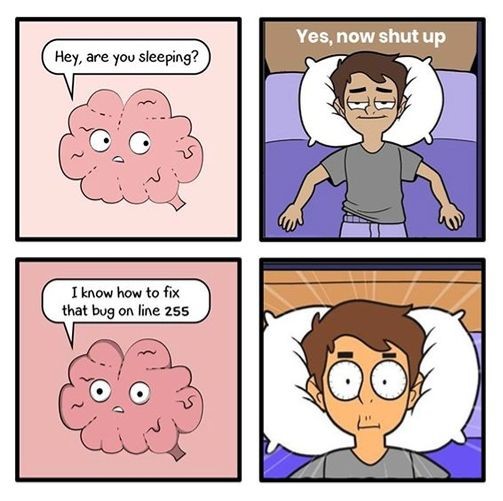 Hey, are you sleeping?
Yes, now shut up
I know how to fix
that bug on line 255